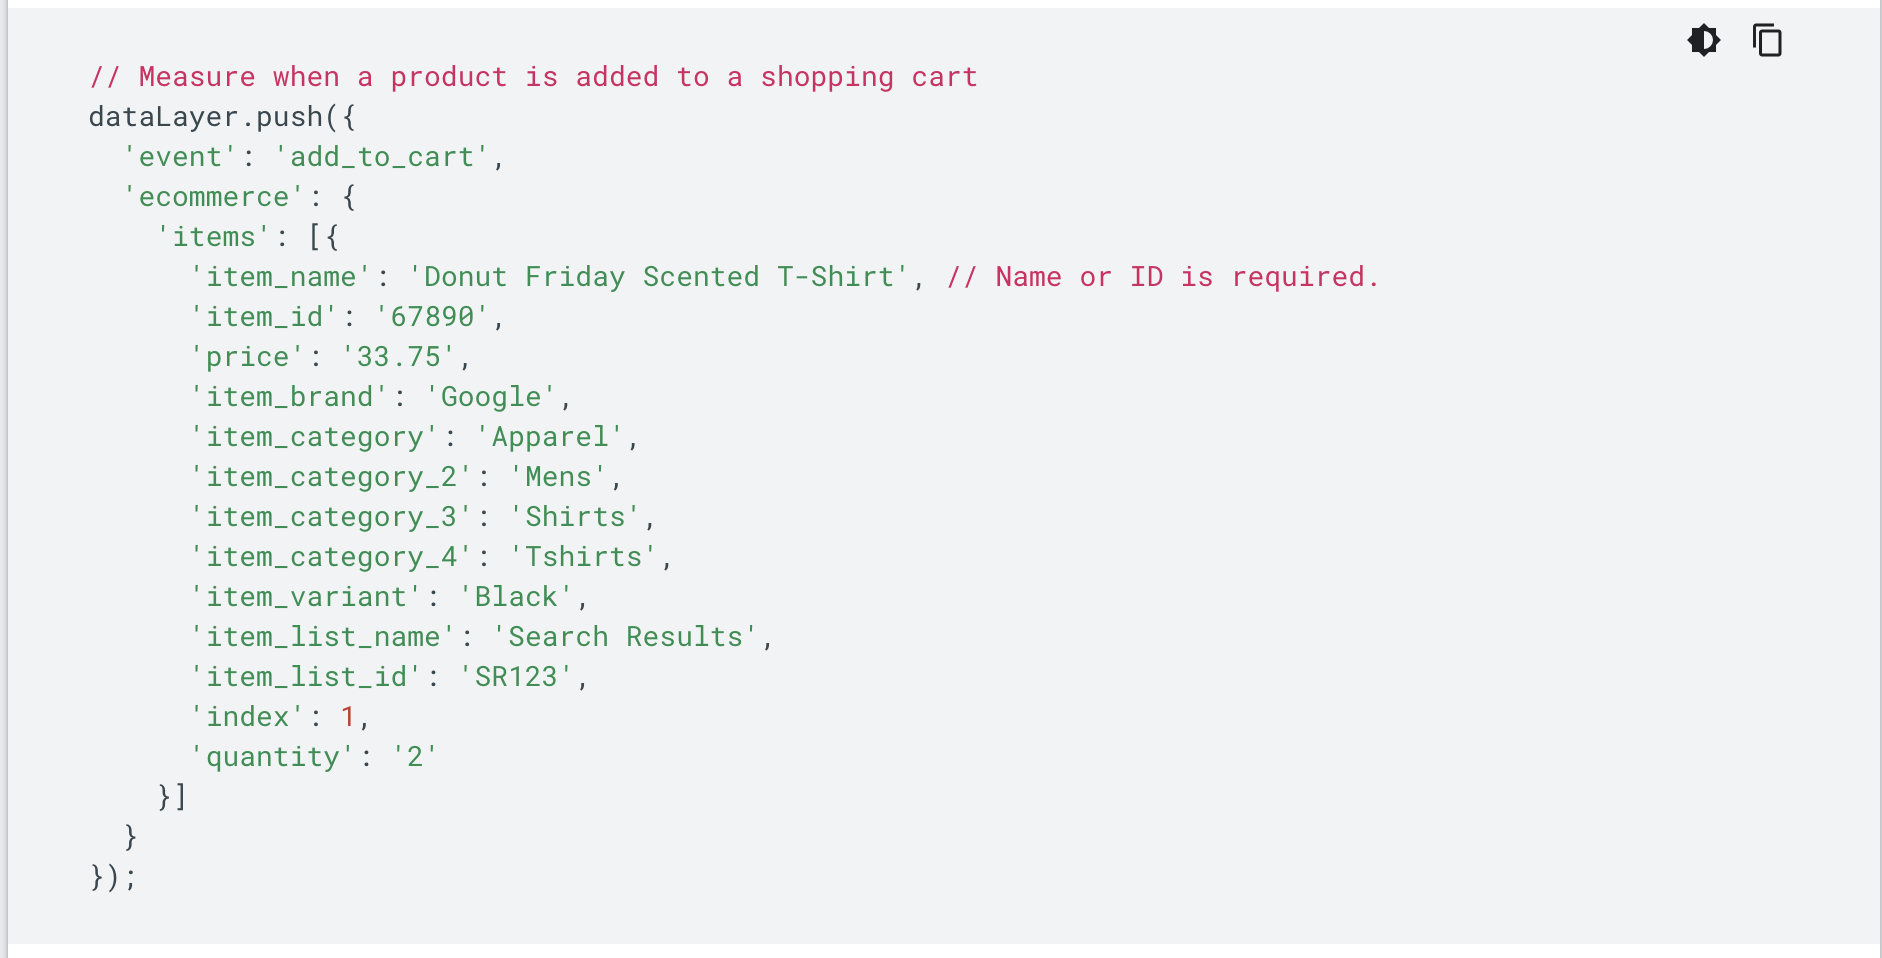 // Measure when a product is added to a shopping cart
dataLayer.push({
  'event': 'add_to_cart',
  'ecommerce': {
    'items': [{
      'item_name': 'Donut Friday Scented T-Shirt', // Name or ID is required.
      'item_id': '67890',
      'price': '33.75',
      'item_brand': 'Google',
      'item_category': 'Apparel',
      'item_category_2': 'Mens',
      'item_category_3': 'Shirts',
      'item_category_4': 'Tshirts',
      'item_variant': 'Black',
      'item_list_name': 'Search Results',
      'item_list_id': 'SR123',
      'index': 1,
      'quantity': '2'
    }]
  }
});